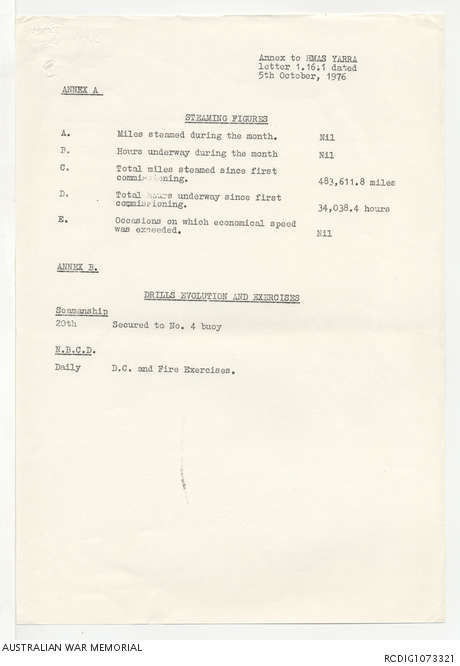 Annex to HMAS YARRA
letter 1.16.1 dated
5th October, 1976
ANNEX A
STEAMING FIGURES
A. Miles steamed during the month. Nil
B. Hours underway during the month Nil
C. Total miles steamed since first
commissioning. 483,611.8 miles
D. Total hours underway since first
commissioning. 34,038.4 hours
E. Occasions on which economical speed
was exceeded. Nil
ANNEX B.
DRILLS EVOLUTION AND EXERCISES
Seamanship
20th Secured to No. 4 buoy
N.B.C.D.
Daily D.C. and Fire Exercises.
AUSTRALIAN WAR MEMORIAL
RCDIG1073321